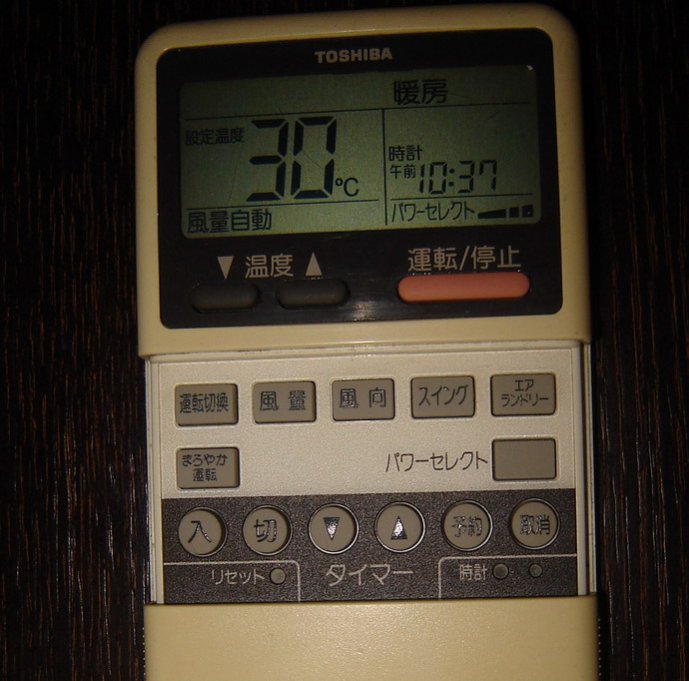 TOSHIBA
暖房
設定温度
30℃
時計
午前10:37
風量自動
パワーセレクト
▼ 温度 ▲
運転/停止
運転切換
風量
風向
スイング
エア
ランドリー
まろやか
運転
パワーセレクト
入
切
▼
▲
予約
取消
リセット
タイマー
時計